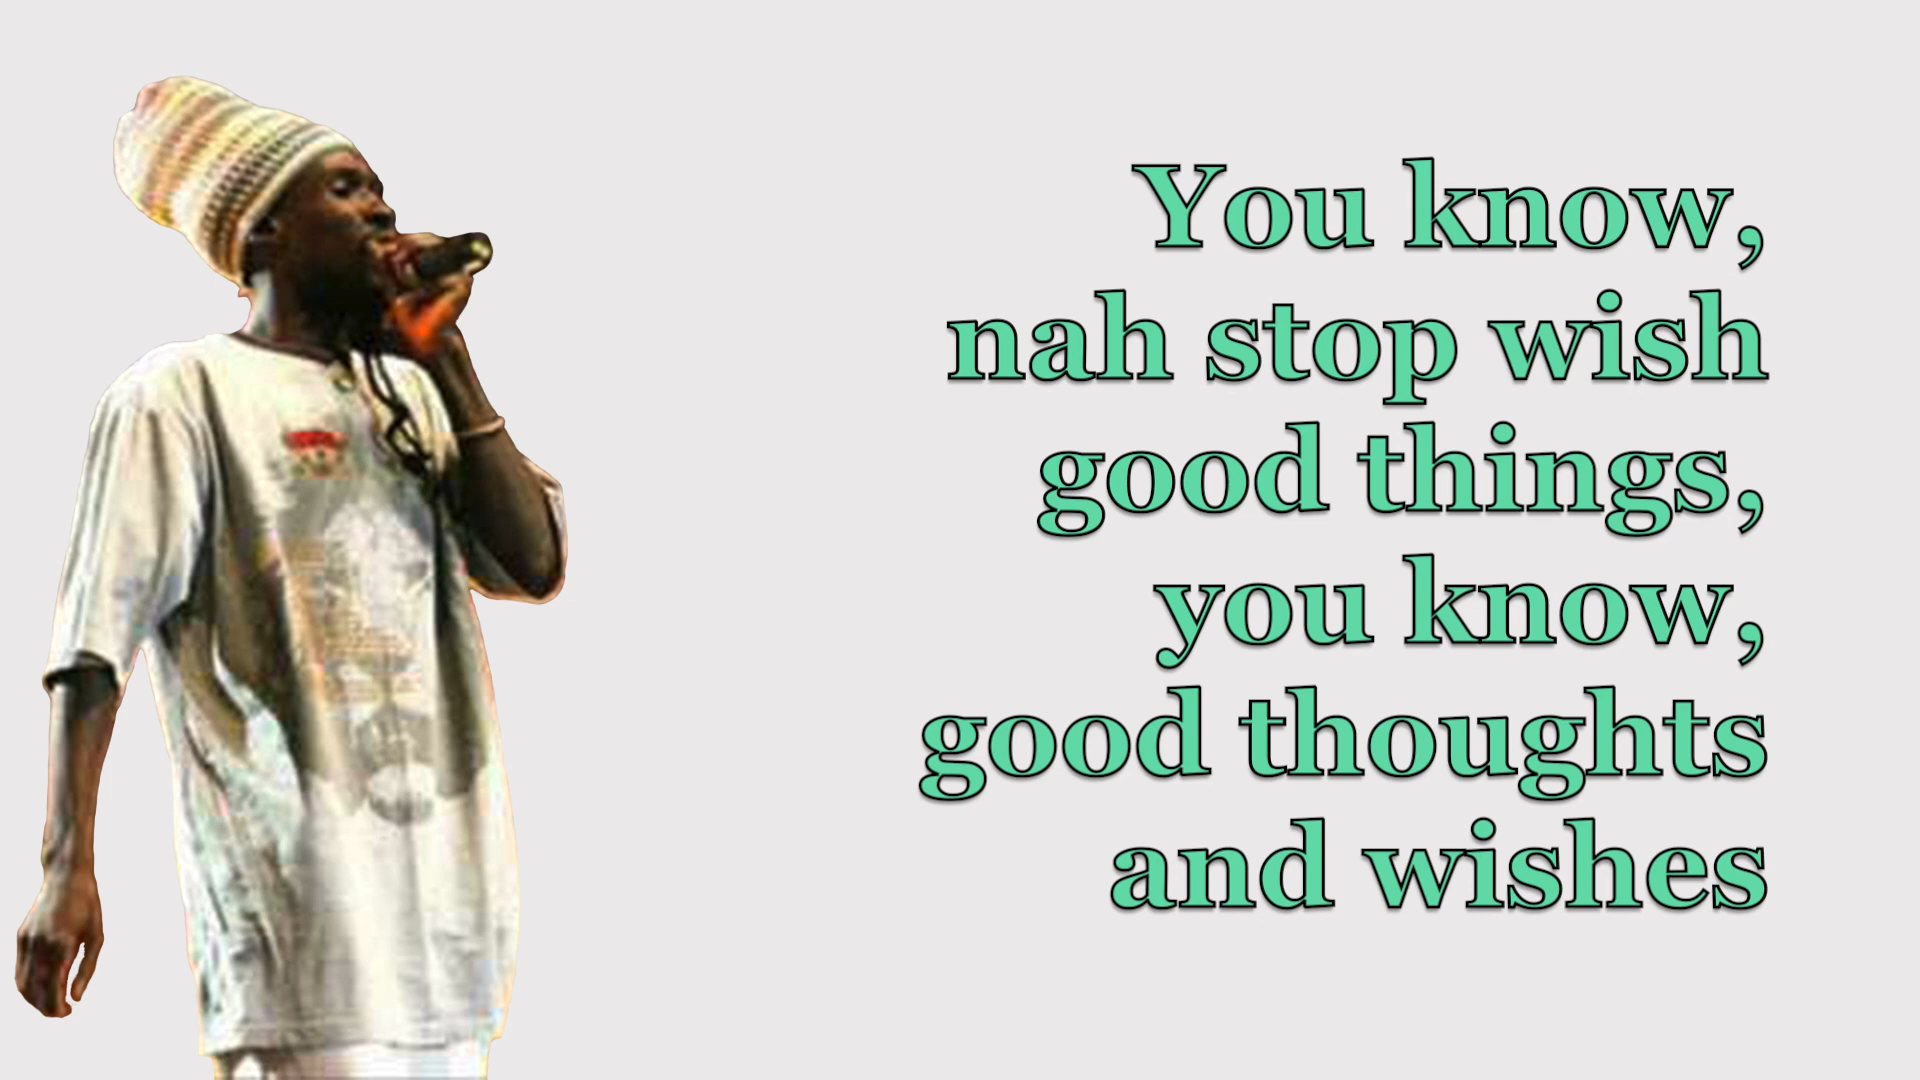 You know,
nah stop wish
good things,
you know,
good thoughts
and wishes